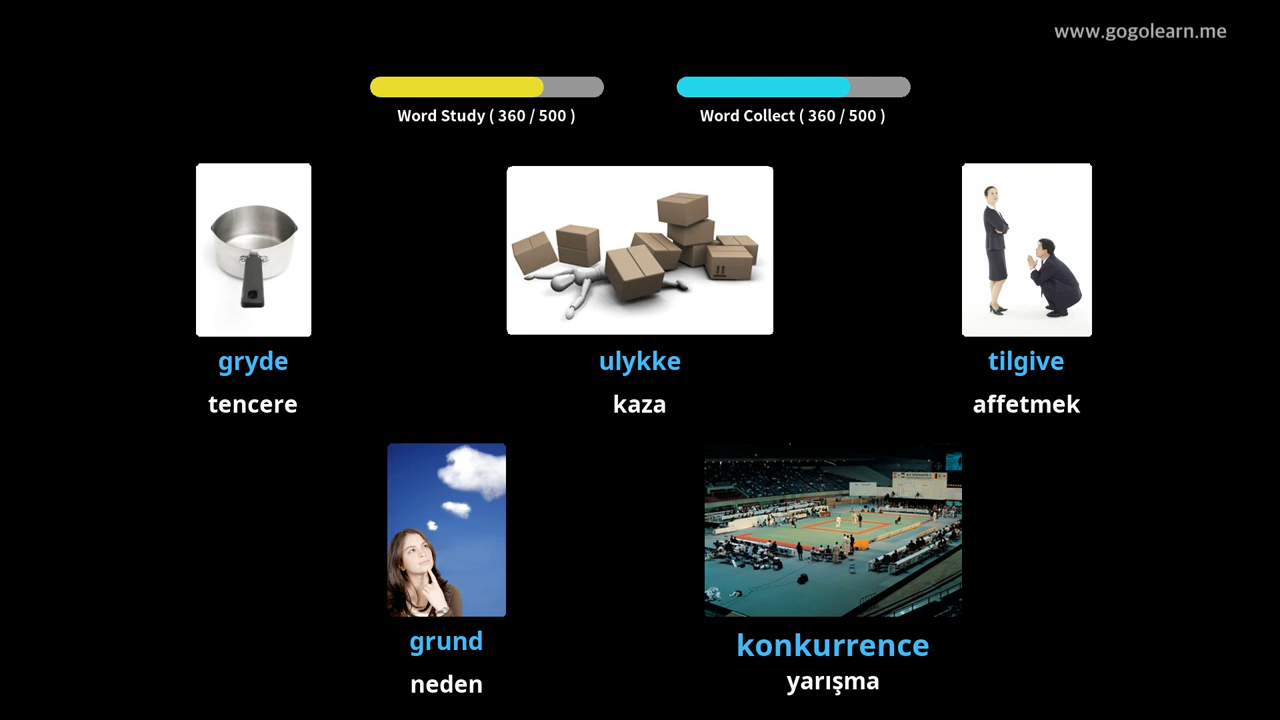 www.gogolearn.me
Word Study ( 360 / 500 )
Word Collect ( 360 / 500 )
gryde
ulykke
tilgive
tencere
kaza
affetmek
grund
konkurrence
neden
yarışma